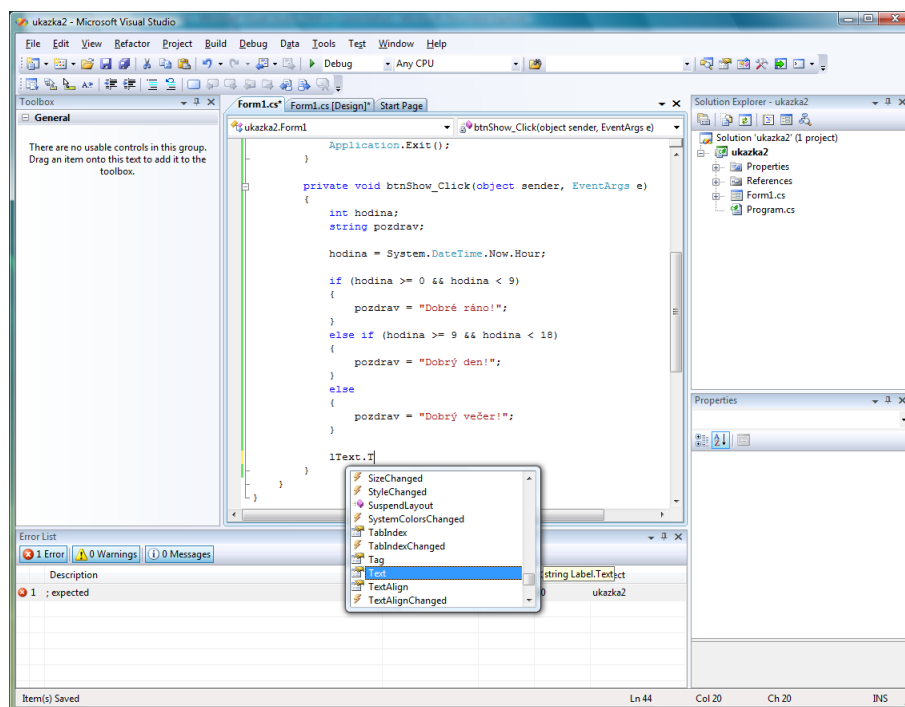 ukazka2 - Microsoft Visual Studio
File Edit View Refactor Project Build Debug Data Tools Test Window Help
Debug Any CPU
Toolbox
General
There are no usable controls in this group.
Drag an item onto this text to add it to the
toolbox.
Form1.cs* Form1.cs [Design]* Start Page
ukazka2.Form1 btnShow_Click(object sender, EventArgs e)
Application.Exit();
}
private void btnShow_Click(object sender, EventArgs e)
{
int hodina;
string pozdrav;
hodina = System.DateTime.Now.Hour;
if (hodina >= 0 && hodina < 9)
{
pozdrav = "Dobré ráno!";
}
else if (hodina >= 9 && hodina < 18)
{
pozdrav = "Dobrý den!";
}
else
{
pozdrav = "Dobrý večer!";
}
lText.T
}
}
}
SizeChanged
StyleChanged
SuspendLayout
SystemColorsChanged
TabIndex
TabIndexChanged
Tag
Text
TextAlign
TextAlignChanged
string Label.Text
Solution Explorer - ukazka2
Solution 'ukazka2' (1 project)
ukazka2
Properties
References
Form1.cs
Program.cs
Properties
Error List
1 Error 0 Warnings 0 Messages
Description
1 ; expected ukazka2
Item(s) Saved Ln 44 Col 20 Ch 20 INS